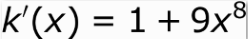 k′(x) = 1 + 9x⁸